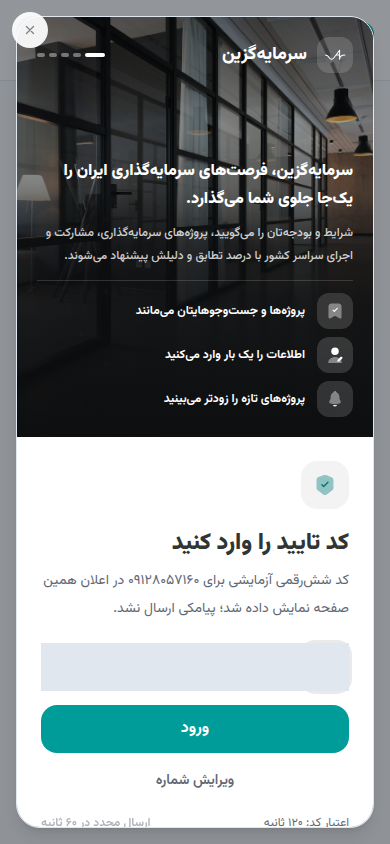 سرمایه‌گزین
سرمایه‌گزین، فرصت‌های سرمایه‌گذاری ایران را
یک‌جا جلوی شما می‌گذارد.
شرایط و بودجه‌تان را می‌گویید، پروژه‌های سرمایه‌گذاری، مشارکت و
اجرای سراسر کشور با درصد تطابق و دلیلش پیشنهاد می‌شوند.
پروژه‌ها و جست‌وجوهایتان می‌مانند
اطلاعات را یک بار وارد می‌کنید
پروژه‌های تازه را زودتر می‌بینید
کد تایید را وارد کنید
کد شش‌رقمی آزمایشی برای ۰۹۱۲۸۰۵۷۱۶۰ در اعلان همین
صفحه نمایش داده شد؛ پیامکی ارسال نشد.
ورود
ویرایش شماره
اعتبار کد: ۱۲۰ ثانیه
ارسال مجدد در ۶۰ ثانیه